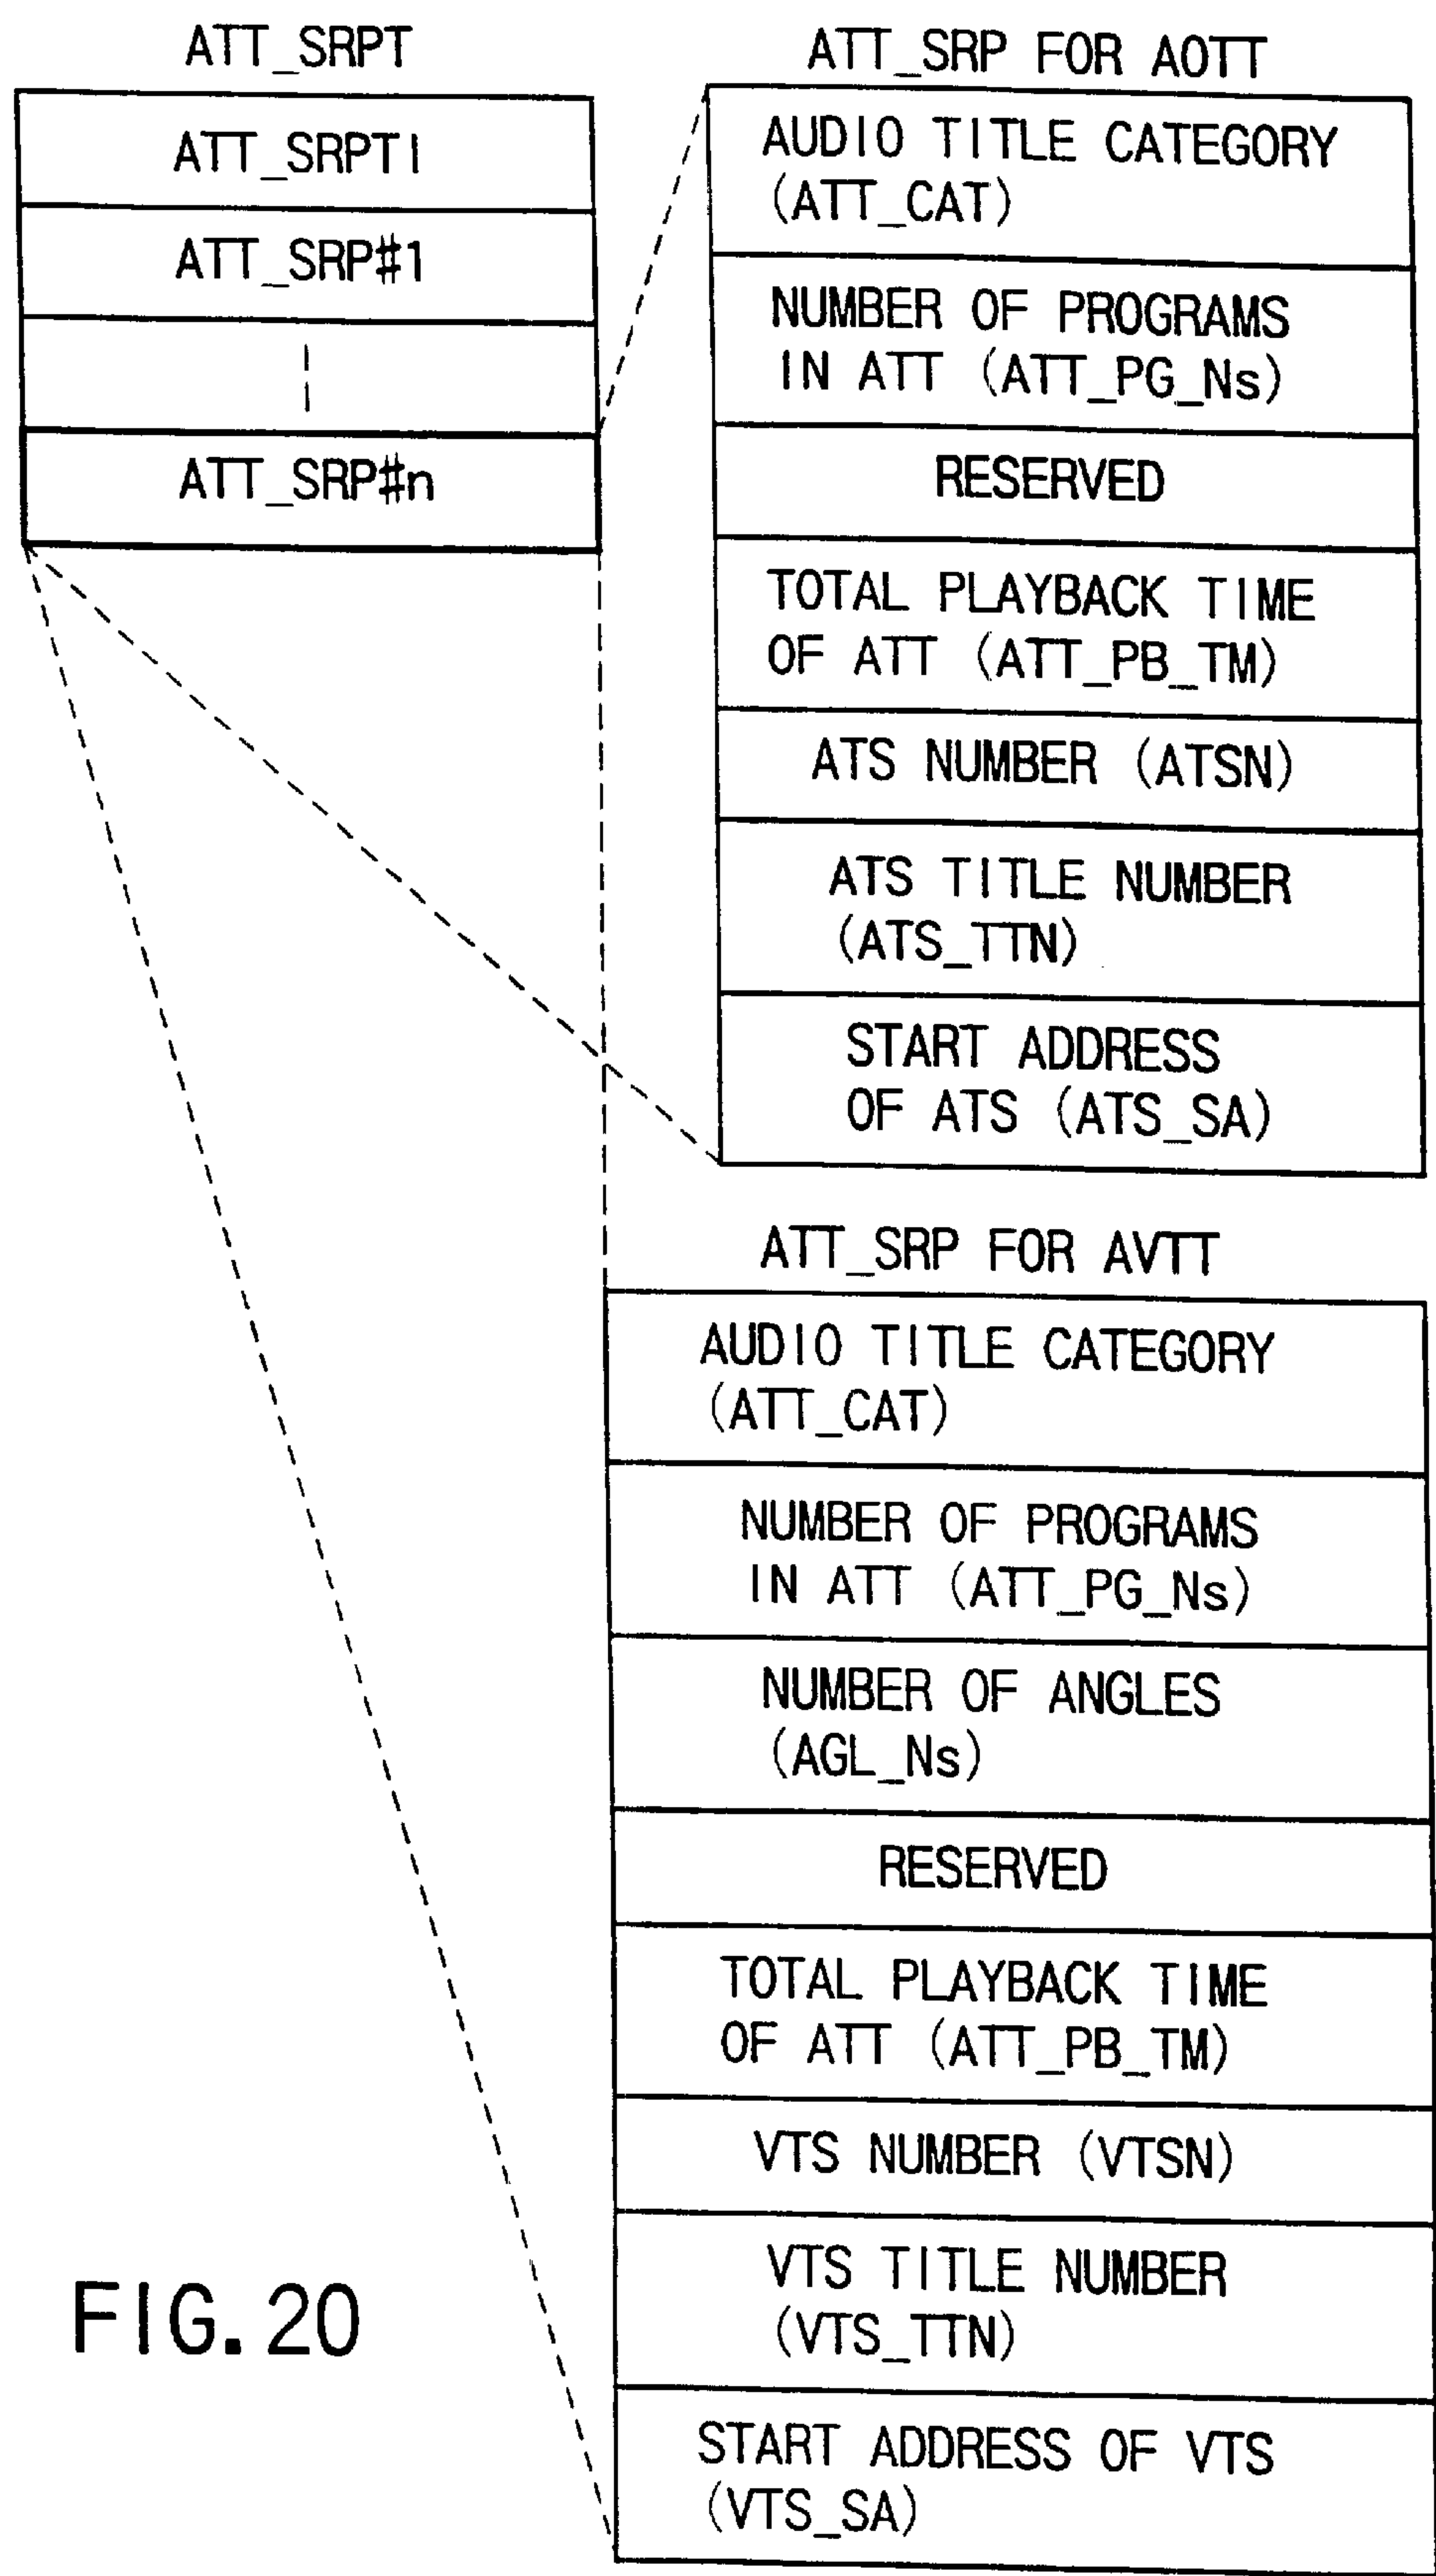 ATT_SRPT
ATT_SRPTI
ATT_SRP#1
ATT_SRP#n
ATT_SRP FOR AOTT
AUDIO TITLE CATEGORY
(ATT_CAT)
NUMBER OF PROGRAMS
IN ATT (ATT_PG_Ns)
RESERVED
TOTAL PLAYBACK TIME
OF ATT (ATT_PB_TM)
ATS NUMBER (ATSN)
ATS TITLE NUMBER
(ATS_TTN)
START ADDRESS
OF ATS (ATS_SA)
ATT_SRP FOR AVTT
AUDIO TITLE CATEGORY
(ATT_CAT)
NUMBER OF PROGRAMS
IN ATT (ATT_PG_Ns)
NUMBER OF ANGLES
(AGL_Ns)
RESERVED
TOTAL PLAYBACK TIME
OF ATT (ATT_PB_TM)
VTS NUMBER (VTSN)
VTS TITLE NUMBER
(VTS_TTN)
START ADDRESS OF VTS
(VTS_SA)
FIG. 20